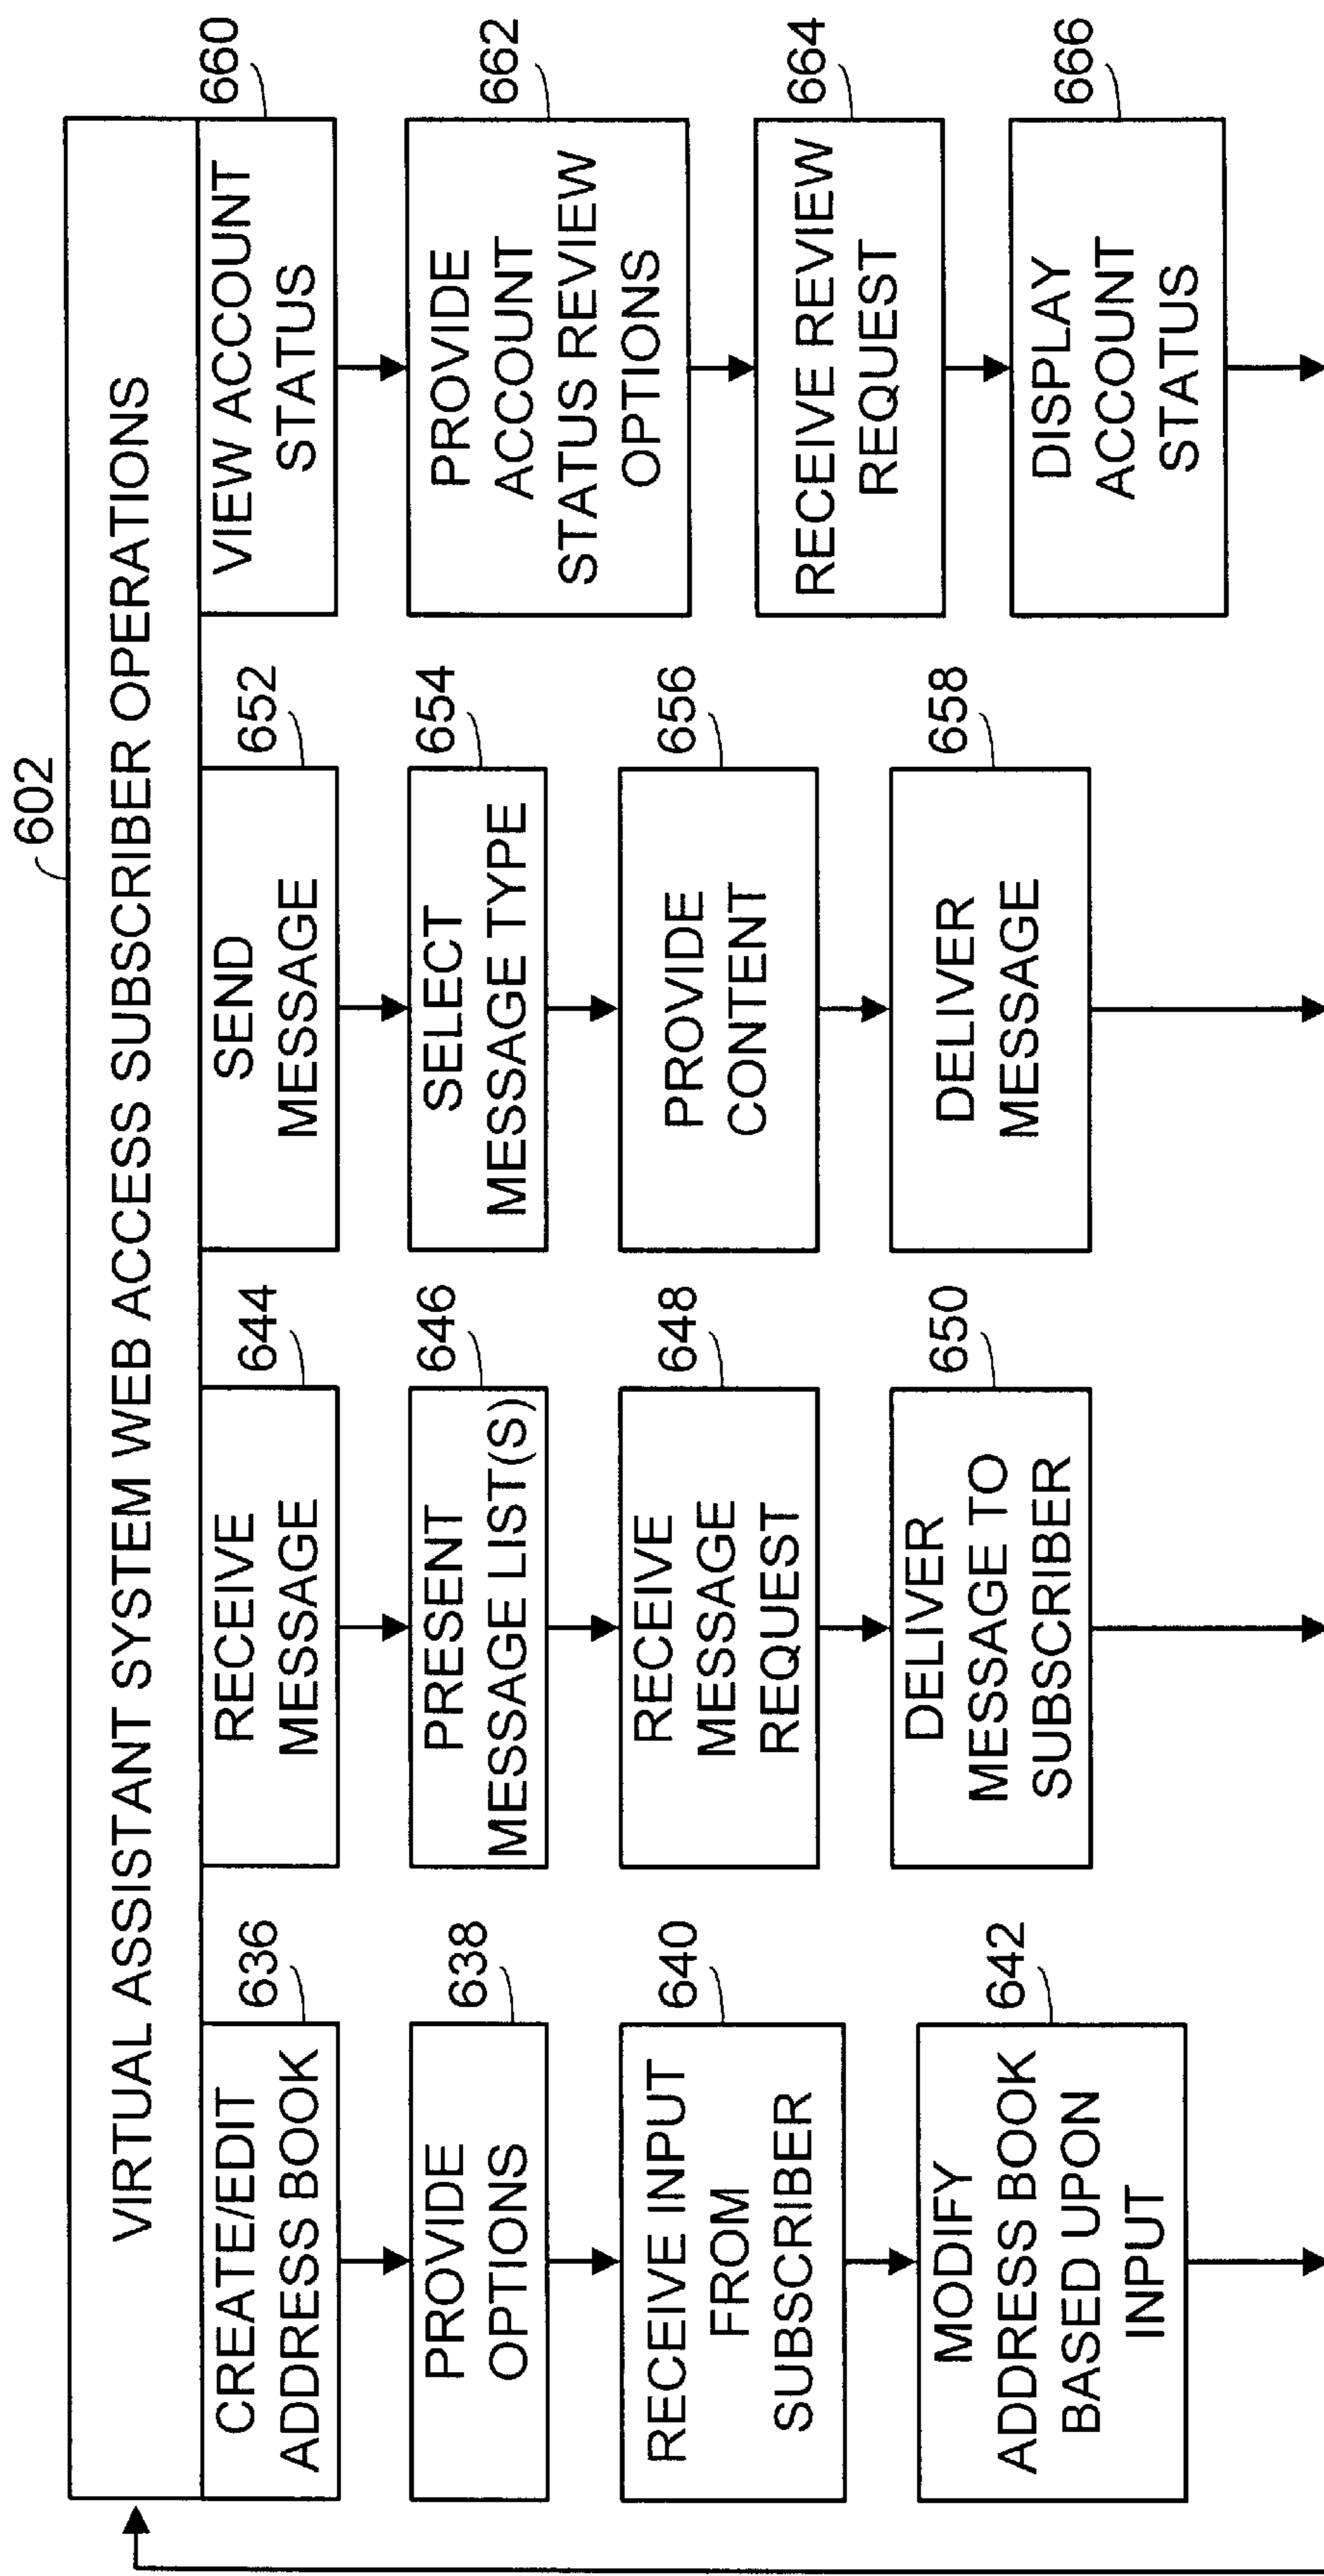 602
VIRTUAL ASSISTANT SYSTEM WEB ACCESS SUBSCRIBER OPERATIONS
636
CREATE/EDIT
ADDRESS BOOK
638
PROVIDE
OPTIONS
640
RECEIVE INPUT
FROM
SUBSCRIBER
642
MODIFY
ADDRESS BOOK
BASED UPON
INPUT
644
RECEIVE
MESSAGE
646
PRESENT
MESSAGE LIST(S)
648
RECEIVE
MESSAGE
REQUEST
650
DELIVER
MESSAGE TO
SUBSCRIBER
652
SEND
MESSAGE
654
SELECT
MESSAGE TYPE
656
PROVIDE
CONTENT
658
DELIVER
MESSAGE
660
VIEW ACCOUNT
STATUS
662
PROVIDE
ACCOUNT
STATUS REVIEW
OPTIONS
664
RECEIVE REVIEW
REQUEST
666
DISPLAY
ACCOUNT
STATUS